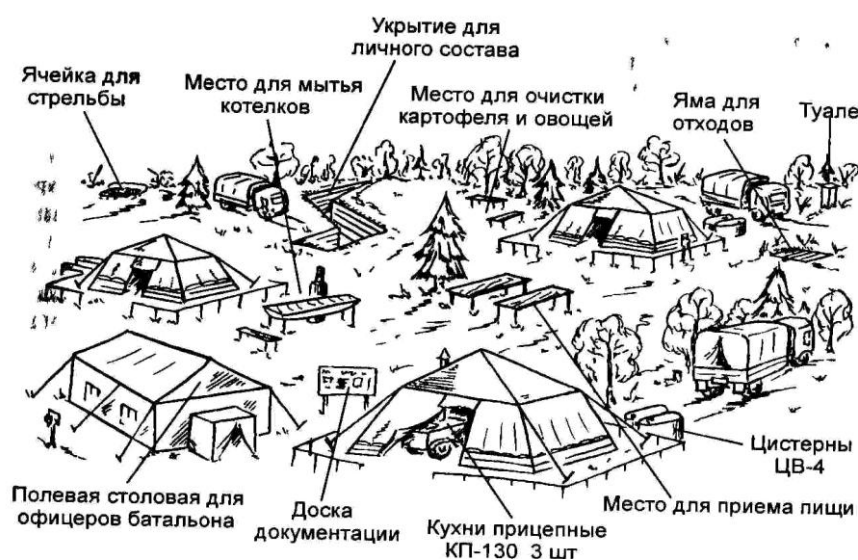 Укрытие для
личного состава
Ячейка для
стрельбы
Место для мытья
котелков
Место для очистки
картофеля и овощей
Яма для
отходов
Туале
Полевая столовая для
офицеров батальона
Доска
документации
Кухни прицепные
КП-130 3 шт
Место для приема пищи
Цистерны
ЦВ-4